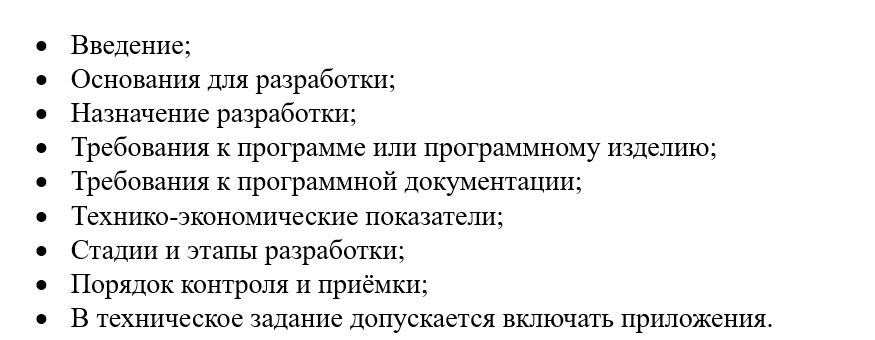 • Введение;
• Основания для разработки;
• Назначение разработки;
• Требования к программе или программному изделию;
• Требования к программной документации;
• Технико-экономические показатели;
• Стадии и этапы разработки;
• Порядок контроля и приёмки;
• В техническое задание допускается включать приложения.